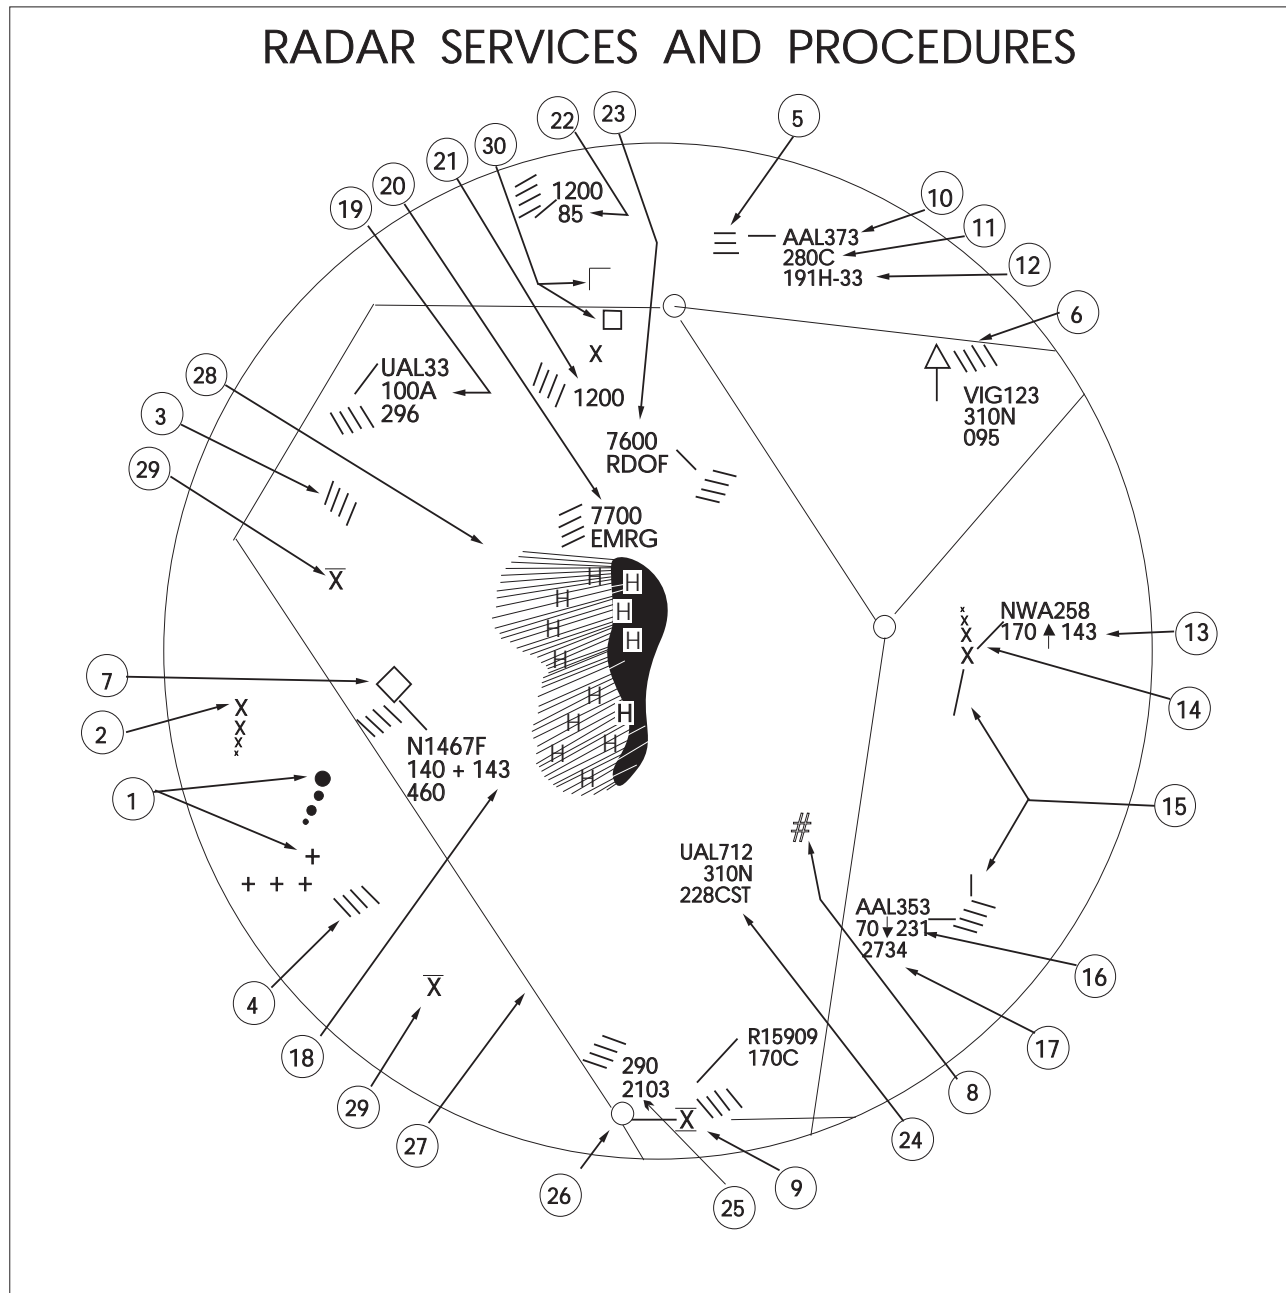 RADAR SERVICES AND PROCEDURES
23
22
5
30
21
20
19
10
11
12
6
1200
85
AAL373
280C
191H-33
X
UAL33
100A
296
1200
VIG123
310N
095
28
3
29
7600
RDOF
7700
EMRG
X
H
H
H
H
H
H
H
H
H
H
H
H
H
H
NWA258
170 143
x
x
X
X
13
14
15
7
2
1
X
X
x
x
N1467F
140 + 143
460
+
+ + +
#
UAL712
310N
228CST
AAL353
70 231
2734
16
17
4
18
X
29
27
290
2103
R15909
170C
X
8
24
26
9
25